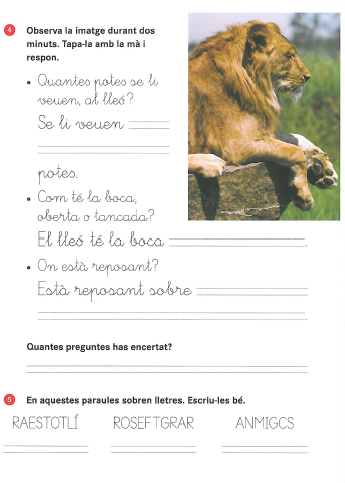 4 Observa la imatge durant dos
minuts. Tapa-la amb la mà i
respon.
• Quantes potes se li
veuen, al lleó?
Se li veuen
potes.
• Com té la boca,
oberta o tancada?
El lleó té la boca .
• On està reposant?
Està reposant sobre
.
Quantes preguntes has encertat?
5 En aquestes paraules sobren lletres. Escriu-les bé.
RAESTOTLÍ ROSEFTGRAR ANMIGCS